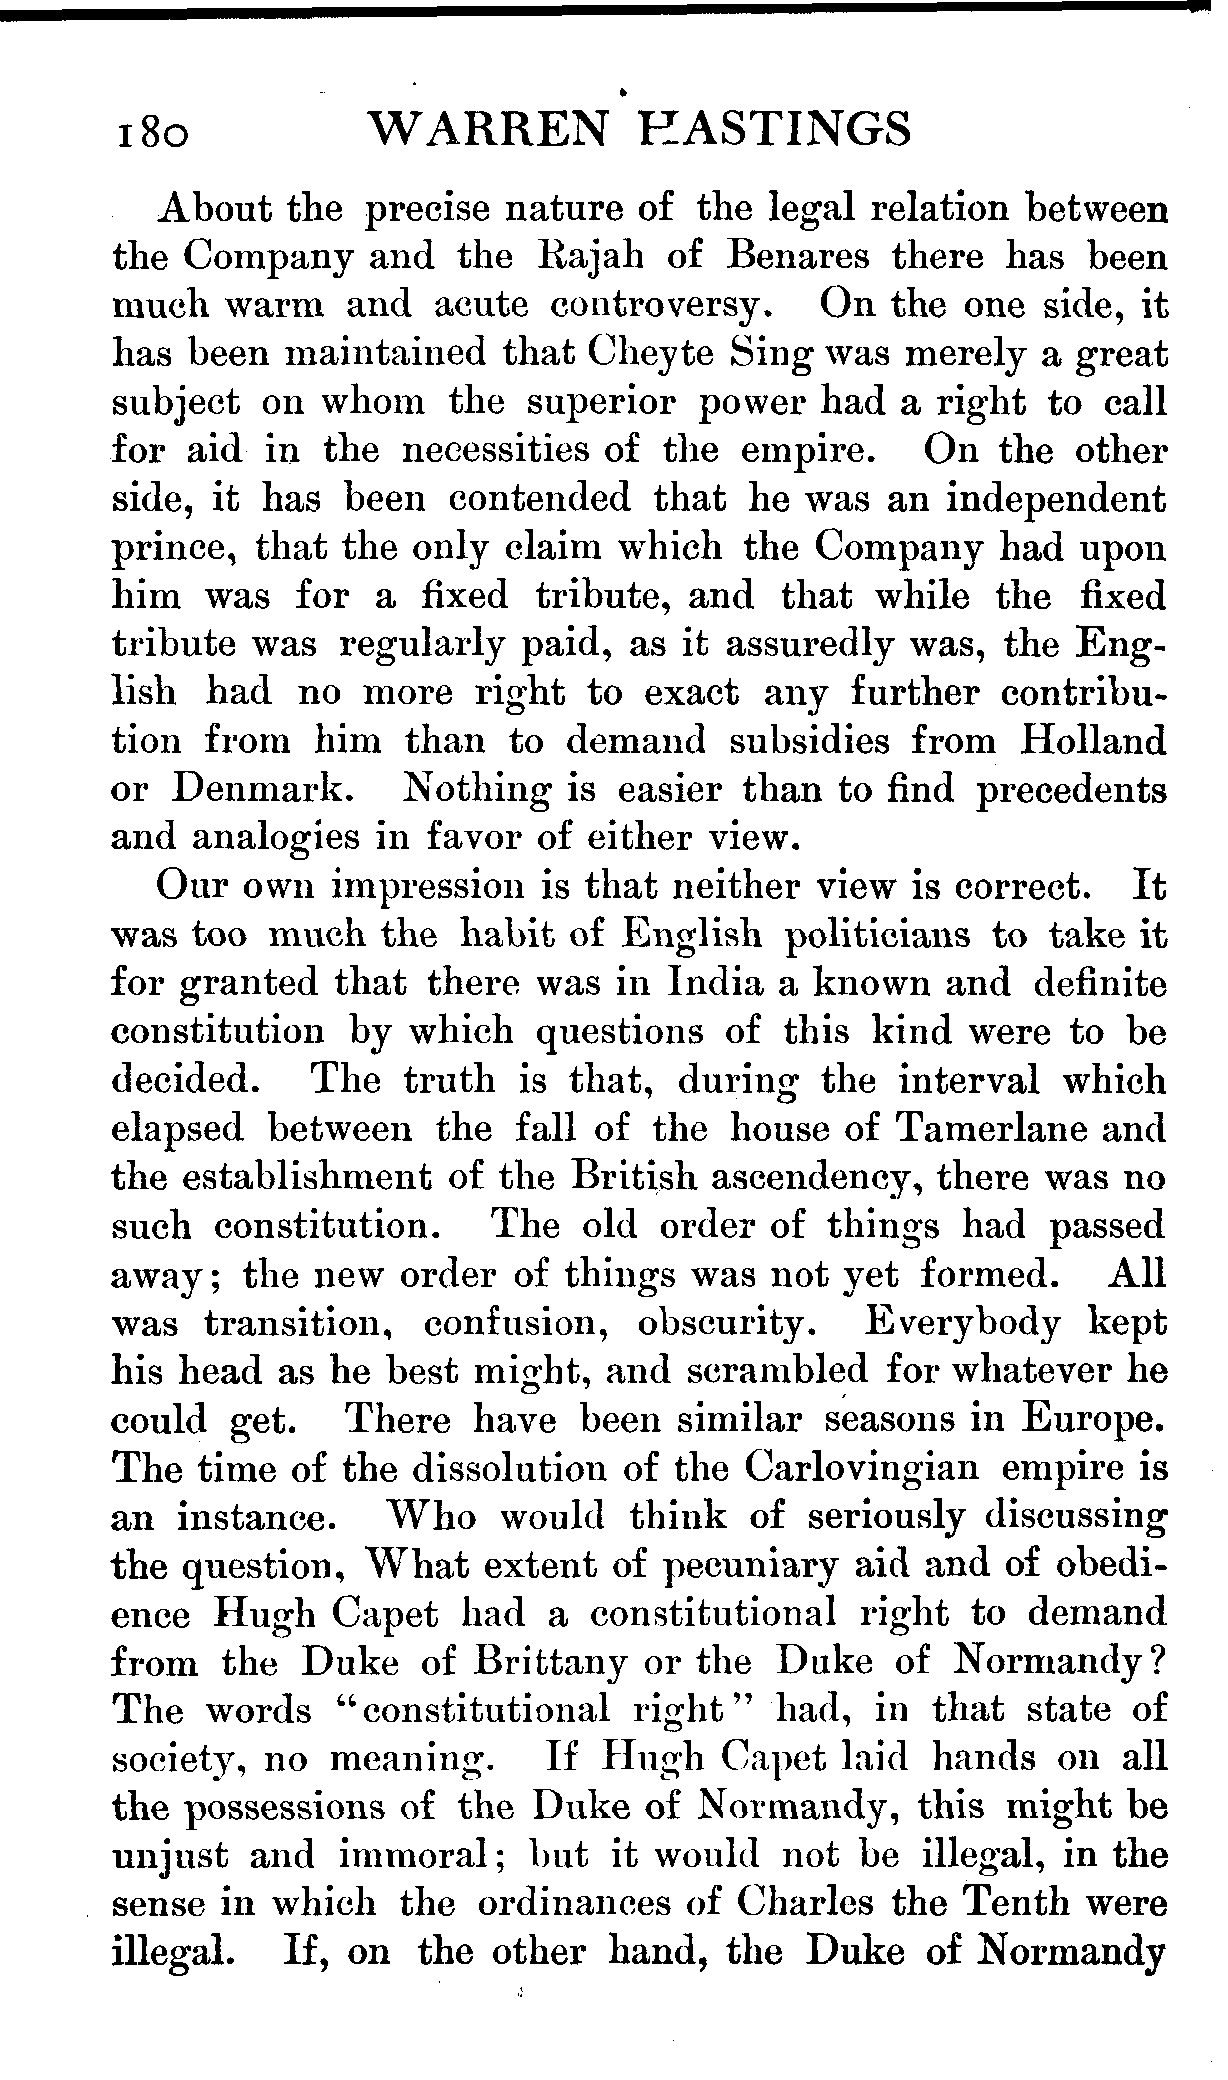 180 WARREN HASTINGS
About the precise nature of the legal relation between
the Company and the Rajah of Benares there has been
much warm and acute controversy. On the one side, it
has been maintained that Cheyte Sing was merely a great
subject on whom the superior power had a right to call
for aid in the necessities of the empire. On the other
side, it has been contended that he was an independent
prince, that the only claim which the Company had upon
him was for a fixed tribute, and that while the fixed
tribute was regularly paid, as it assuredly was, the Eng-
lish had no more right to exact any further contribu-
tion from him than to demand subsidies from Holland
or Denmark. Nothing is easier than to find precedents
and analogies in favor of either view.
Our own impression is that neither view is correct. It
was too much the habit of English politicians to take it
for granted that there was in India a known and definite
constitution by which questions of this kind were to be
decided. The truth is that, during the interval which
elapsed between the fall of the house of Tamerlane and
the establishment of the British ascendency, there was no
such constitution. The old order of things had passed
away; the new order of things was not yet formed. All
was transition, confusion, obscurity. Everybody kept
his head as he best might, and scrambled for whatever he
could get. There have been similar seasons in Europe.
The time of the dissolution of the Carlovingian empire is
an instance. Who would think of seriously discussing
the question, What extent of pecuniary aid and of obedi-
ence Hugh Capet had a constitutional right to demand
from the Duke of Brittany or the Duke of Normandy?
The words "constitutional right" had, in that state of
society, no meaning. If Hugh Capet laid hands on all
the possessions of the Duke of Normandy, this might be
unjust and immoral; but it would not be illegal, in the
sense in which the ordinances of Charles the Tenth were
illegal. If, on the other hand, the Duke of Normandy